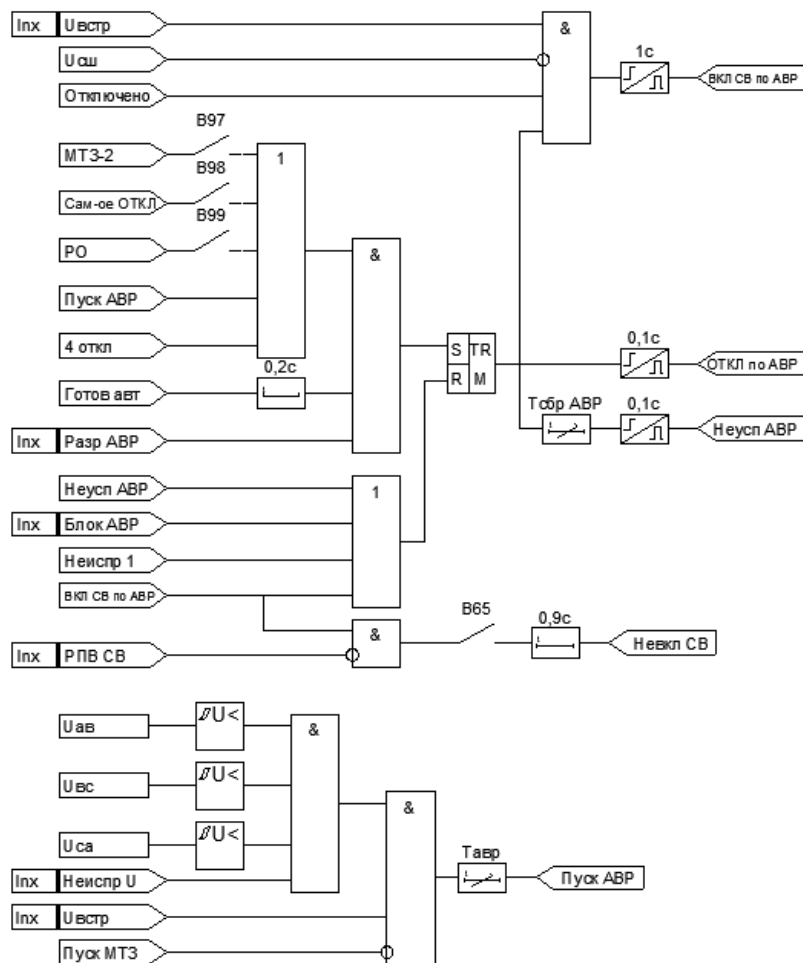 Inx Uвстр
&
1с
Uсш
ВКЛ СВ по АВР
Отключено
В97
МТЗ-2
1
В98
Сам-ое ОТКЛ
В99
РО
&
Пуск АВР
4 откл
S TR
0,1с
0,2с
ОТКЛ по АВР
R М
Готов авт
Тсбр АВР
0,1с
Неусп АВР
Inx Разр АВР
Неусп АВР
1
Inx Блок АВР
Неиспр 1
ВКЛ СВ по АВР
В65
0,9с
&
Невкл СВ
Inx РПВ СВ
Uав
U<
&
Uвс
U<
&
Uса
U<
Тавр
Inx Неиспр U
Пуск АВР
Inx Uвстр
Пуск МТЗ